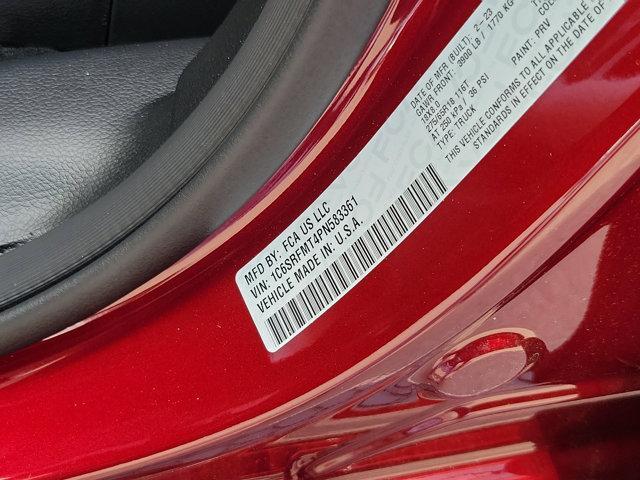 MFD BY: FCA US LLC
DATE OF MFR (BUILT): 2-23
GAWR FRONT: 3900 LB / 1770 KG
18X8.0
275/65R18 116T
AT 250 kPa / 36 PSI
TYPE: TRUCK
PAINT: PRV
VIN: 1C6SRFMT4PN583361
VEHICLE MADE IN: U.S.A.
THIS VEHICLE CONFORMS TO ALL APPLICABLE
STANDARDS IN EFFECT ON THE DATE OF